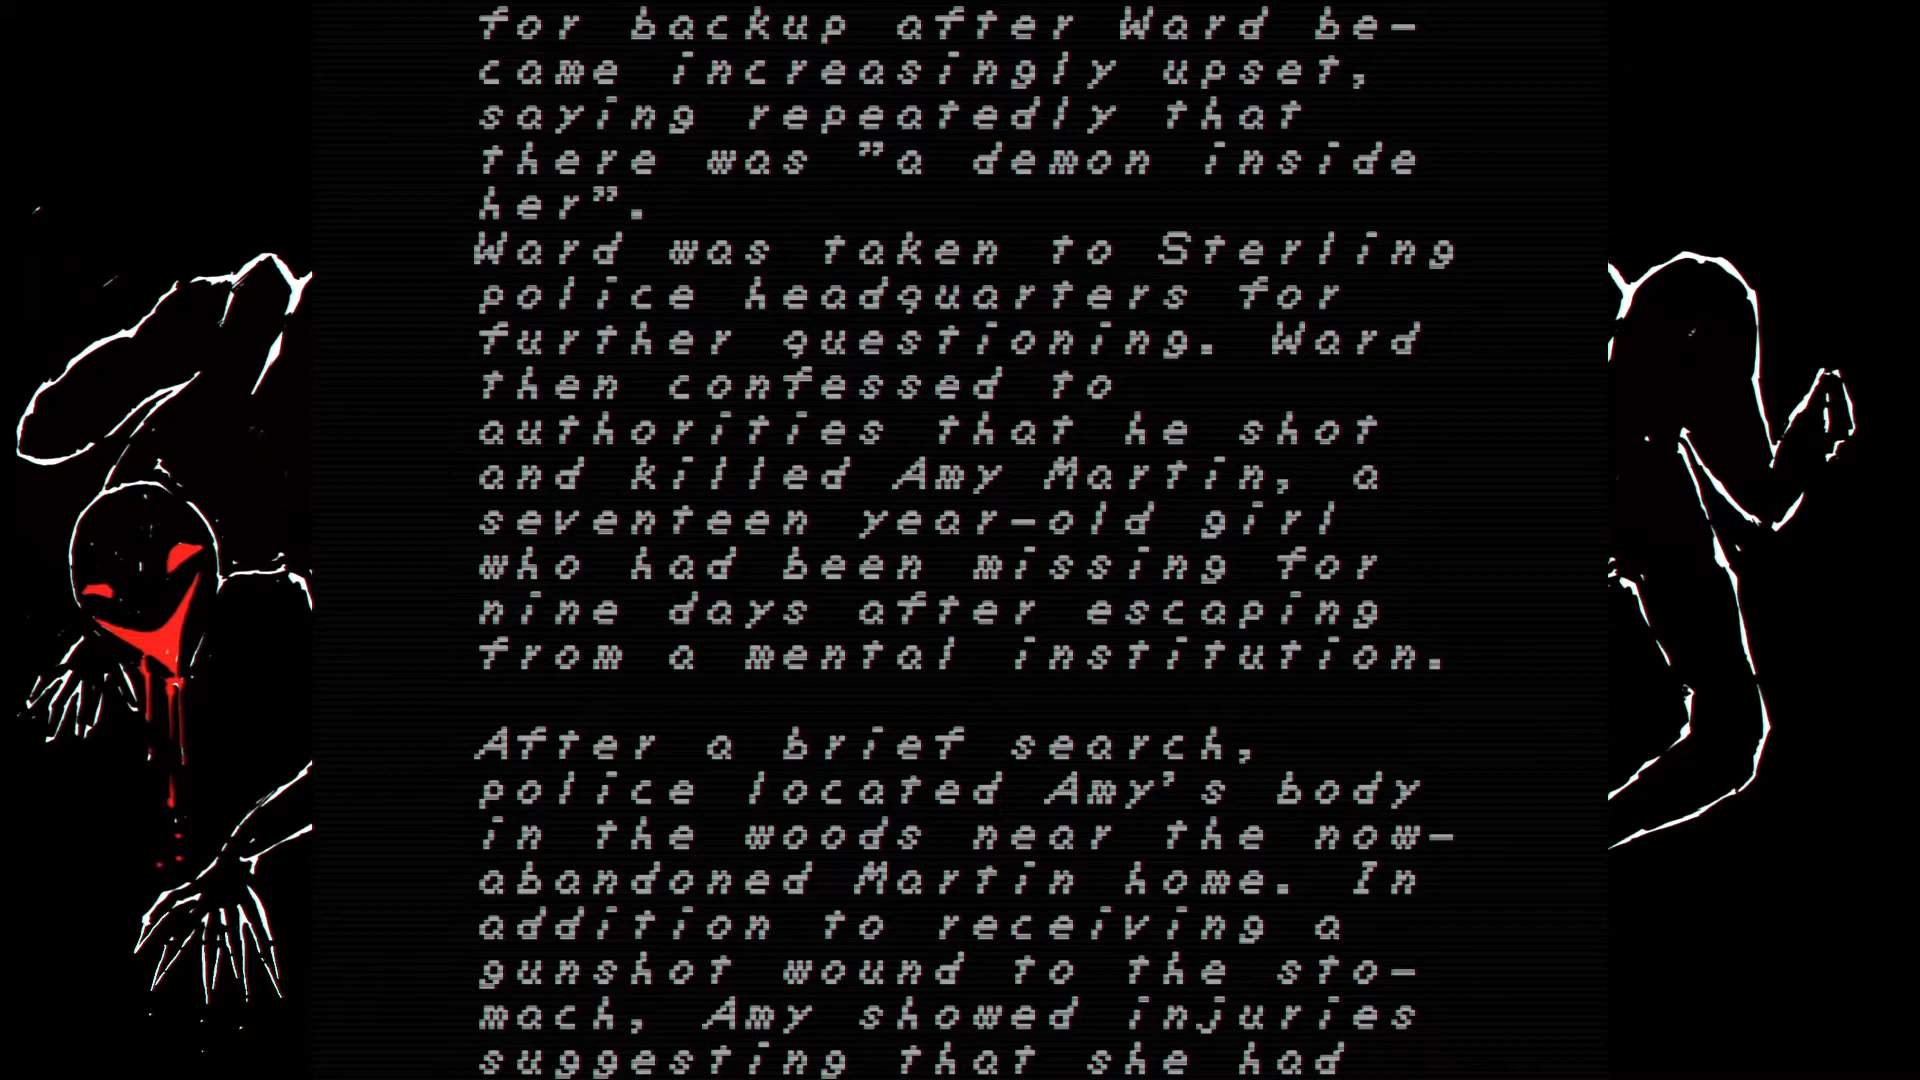 for backup after Ward be-
came increasingly upset,
saying repeatedly that
there was "a demon inside
her".
Ward was taken to Sterling
police headquarters for
further questioning. Ward
then confessed to
authorities that he shot
and killed Amy Martin, a
seventeen year-old girl
who had been missing for
nine days after escaping
from a mental institution.
After a brief search,
police located Amy's body
in the woods near the now-
abandoned Martin home. In
addition to receiving a
gunshot wound to the sto-
mach, Amy showed injuries
suggesting that she had